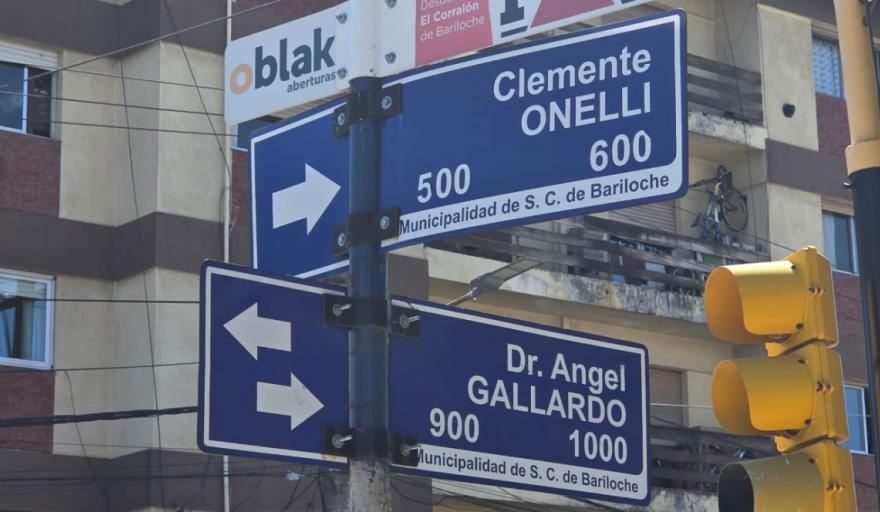 oblak
aberturas
Desde
El Corralón
de Bariloche
Clemente
ONELLI
500 600
Municipalidad de S. C. de Bariloche
Dr. Angel
GALLARDO
900 1000
Municipalidad de S. C. de Bariloche